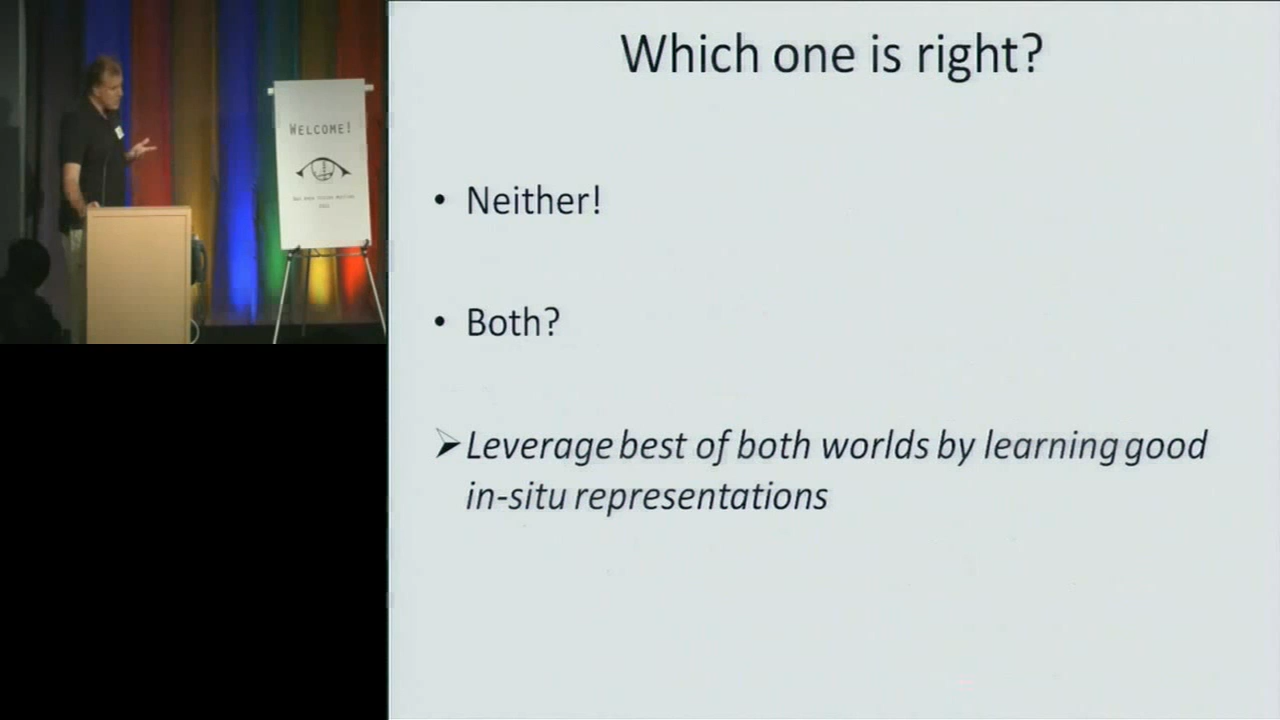 Which one is right?
• Neither!
• Both?
Leverage best of both worlds by learning good
in-situ representations
WELCOME!